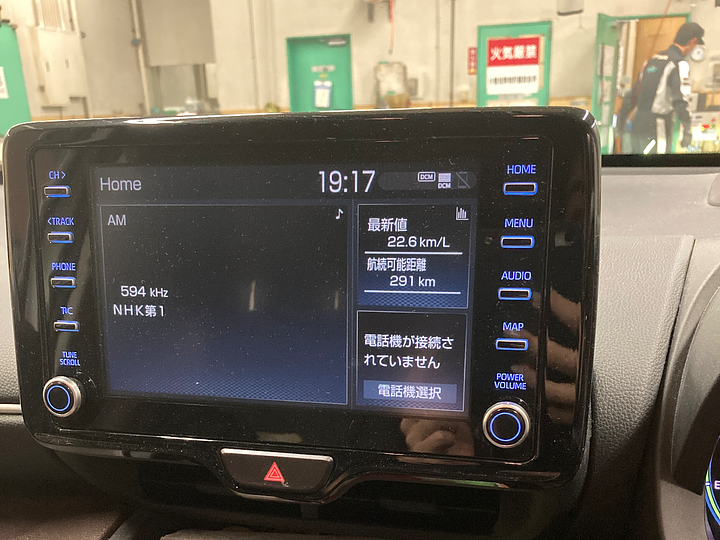 火気厳禁
CH >
<TRACK
PHONE
T/C
TUNE
SCROLL
Home
19:17
DCM
DCM
AM
594 kHz
NHK第1
最新値
22.6 km/L
航続可能距離
291 km
電話機が接続さ
れていません
電話機選択
HOME
MENU
AUDIO
MAP
POWER
VOLUME
E